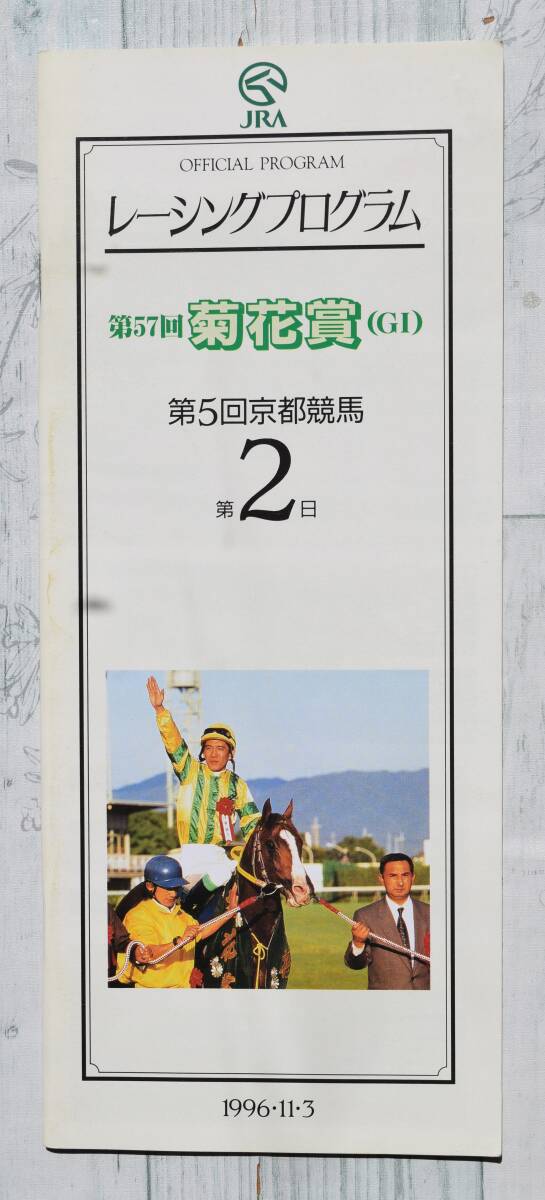 JRA
OFFICIAL PROGRAM
レーシングプログラム
第57回 菊花賞 (GI)
第5回京都競馬
第2日
1996・11・3